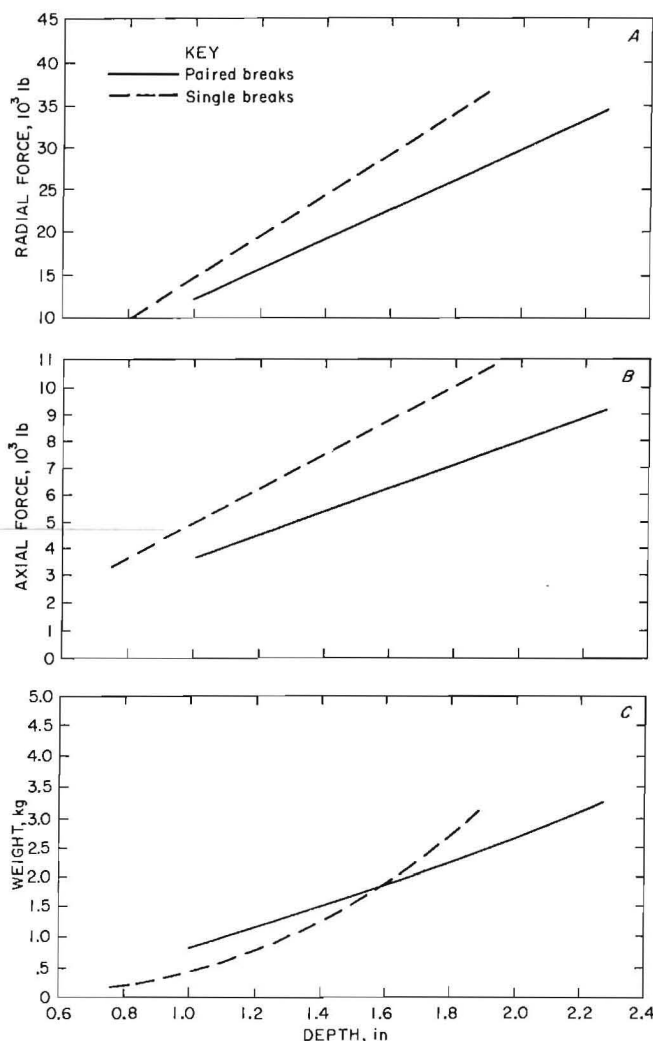 A
KEY
Paired breaks
Single breaks
RADIAL FORCE, 10³ lb
45
40
35
30
25
20
15
10
B
AXIAL FORCE, 10³ lb
11
10
9
8
7
6
5
4
3
2
1
0
C
WEIGHT, kg
5.0
4.5
4.0
3.5
3.0
2.5
2.0
1.5
1.0
.5
0
0.6 0.8 1.0 1.2 1.4 1.6 1.8 2.0 2.2 2.4
DEPTH, in